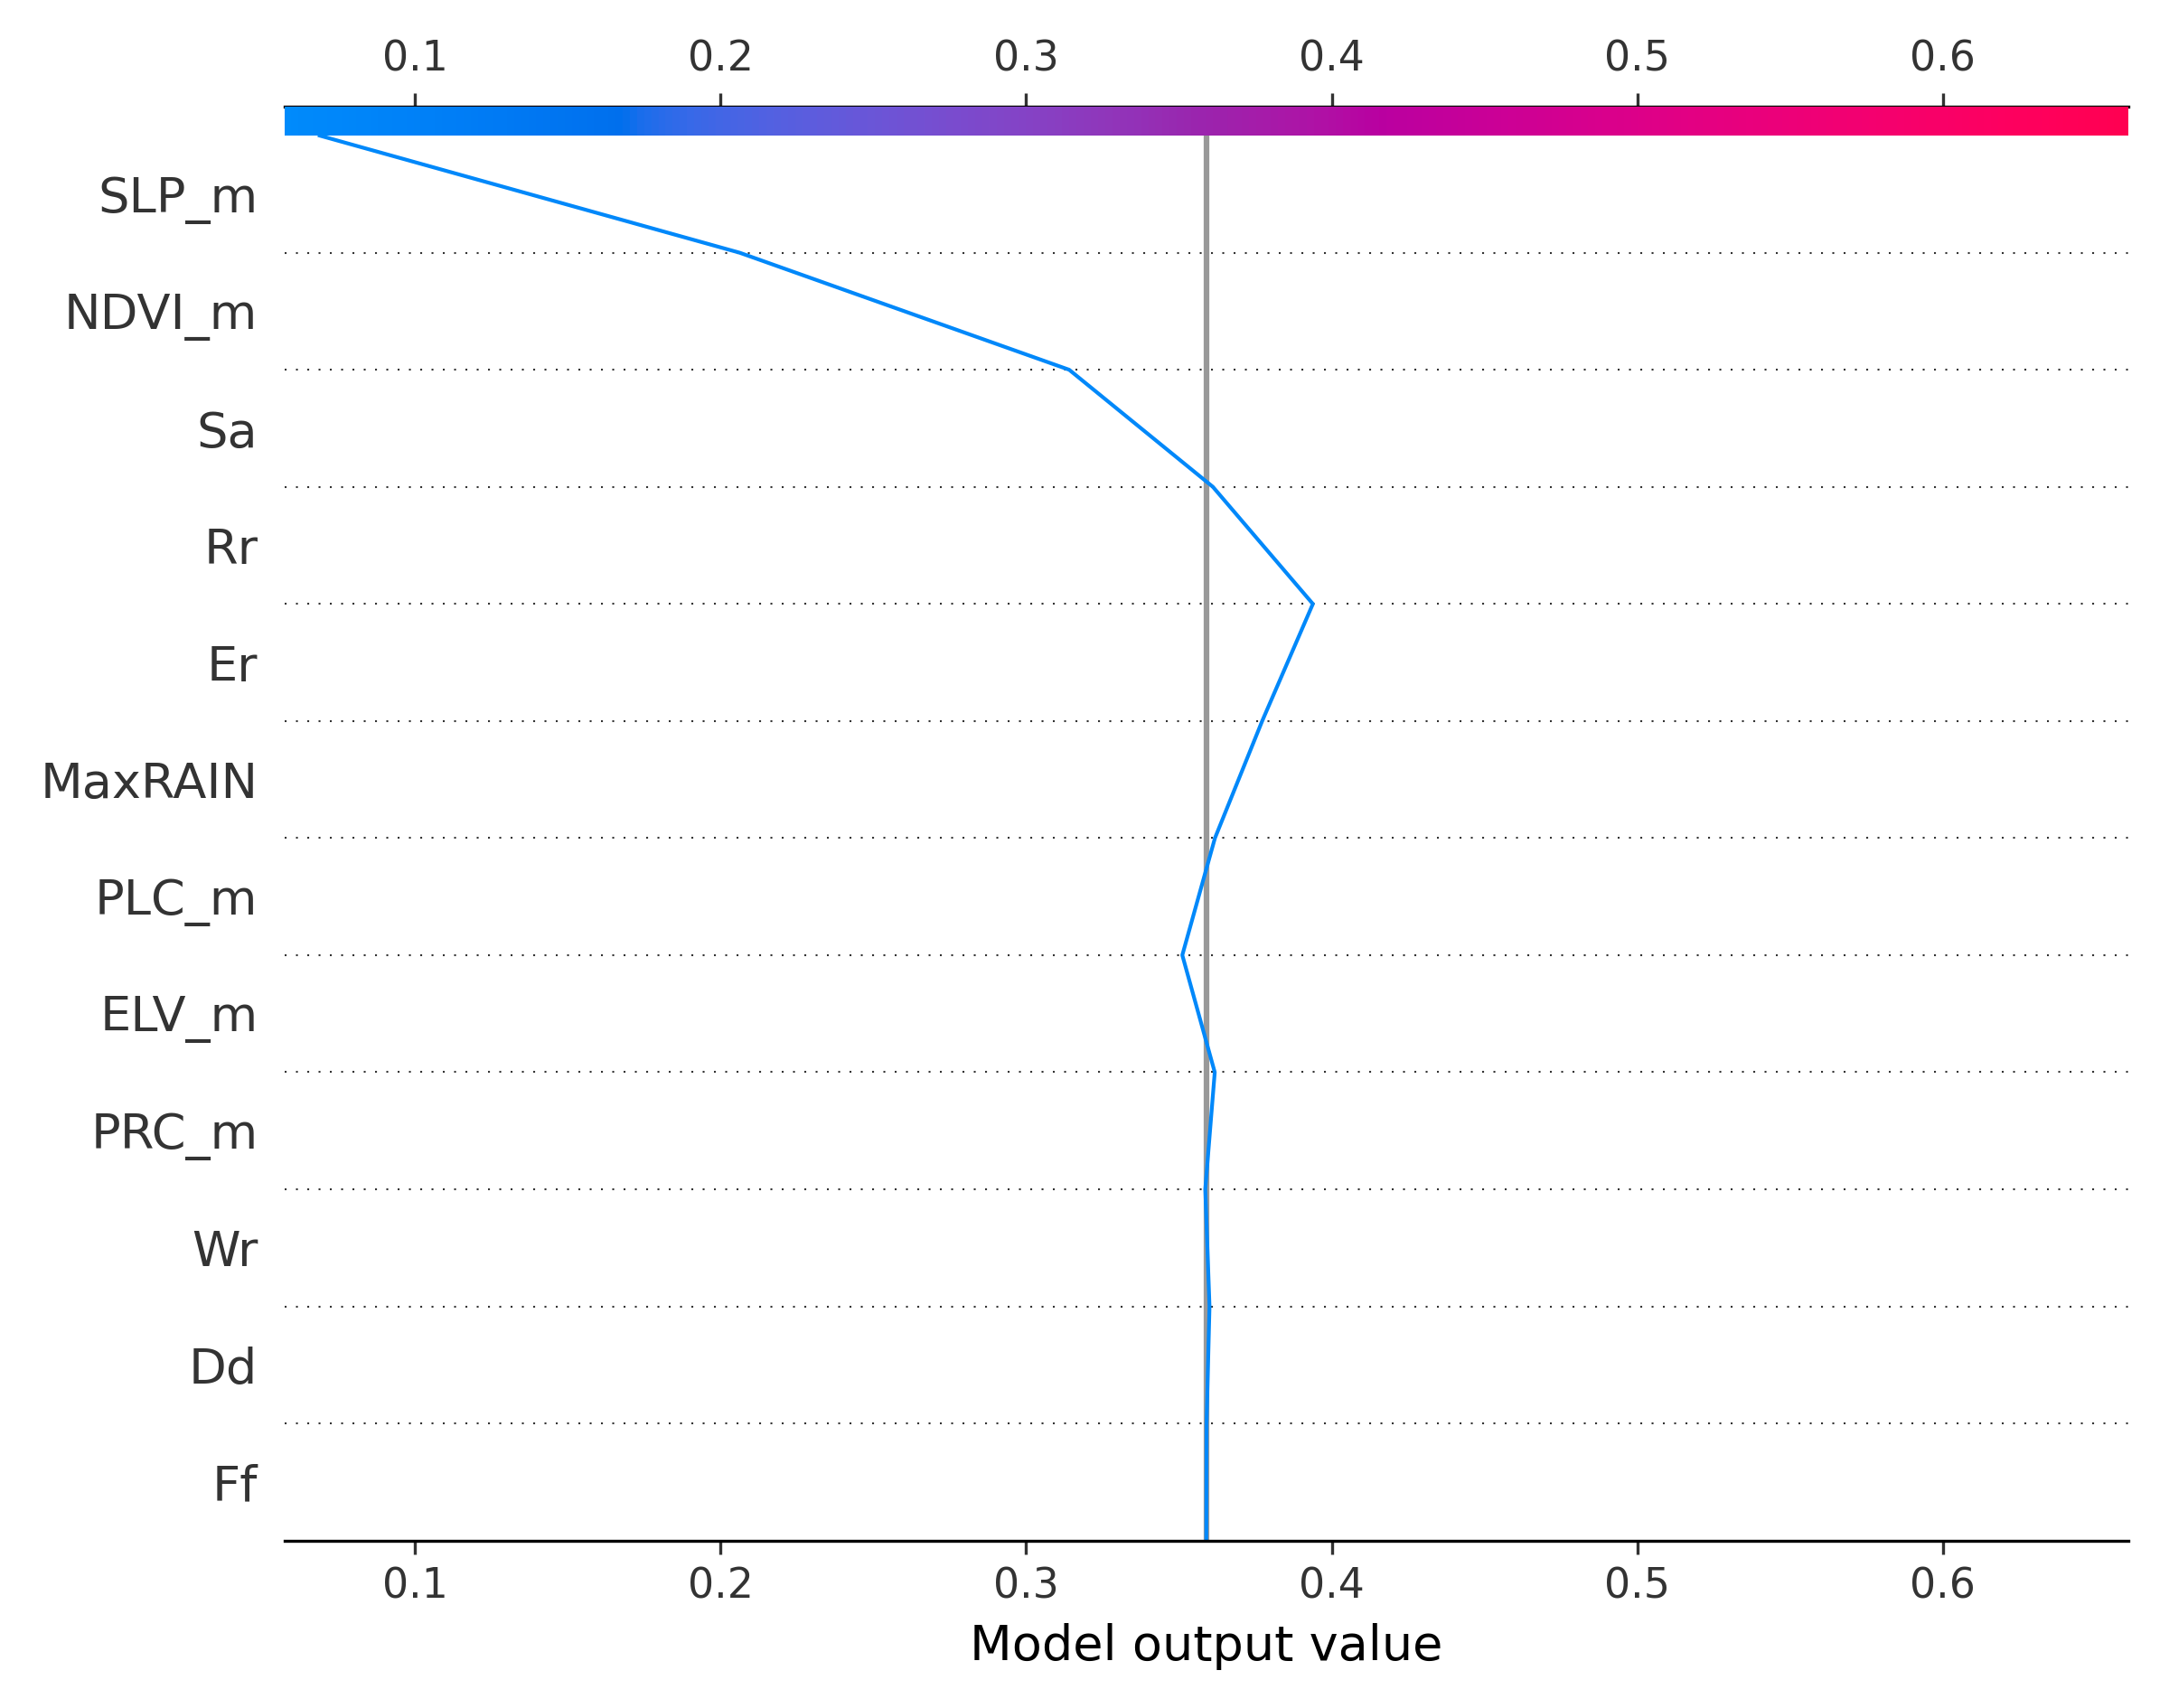 0.1 0.2 0.3 0.4 0.5 0.6
SLP_m
NDVI_m
Sa
Rr
Er
MaxRAIN
PLC_m
ELV_m
PRC_m
Wr
Dd
Ff
0.1 0.2 0.3 0.4 0.5 0.6
Model output value